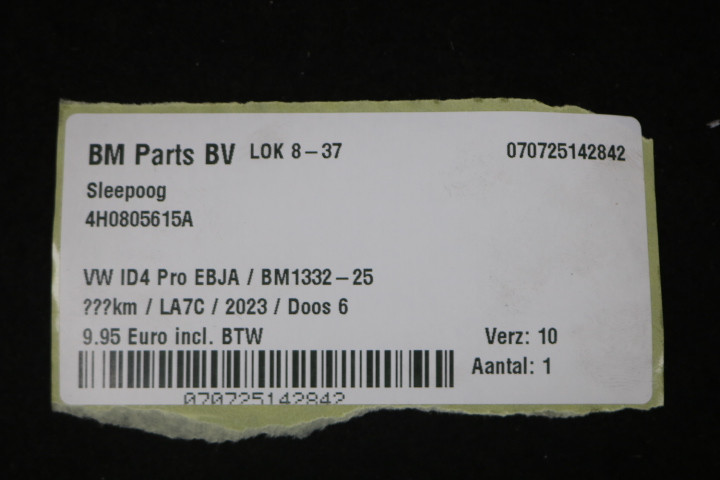 BM Parts BV LOK 8-37 070725142842
Sleepoog
4H0805615A
VW ID4 Pro EBJA / BM1332-25
???km / LA7C / 2023 / Doos 6
9.95 Euro incl. BTW Verz: 10
Aantal: 1
070725142842